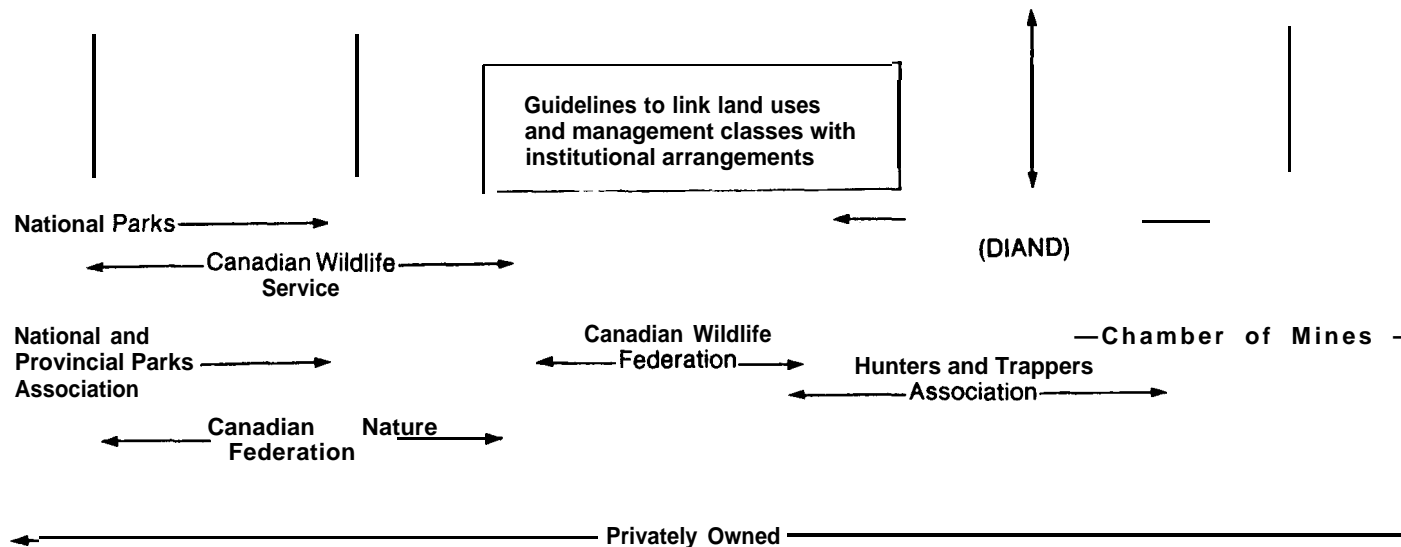 Guidelines to link land uses
and management classes with
institutional arrangements
National Parks
(DIAND)
Canadian Wildlife
Service
National and
Provincial Parks
Association
Canadian Wildlife
Federation
—Chamber of Mines –
Hunters and Trappers
Association
Canadian Nature
Federation
Privately Owned